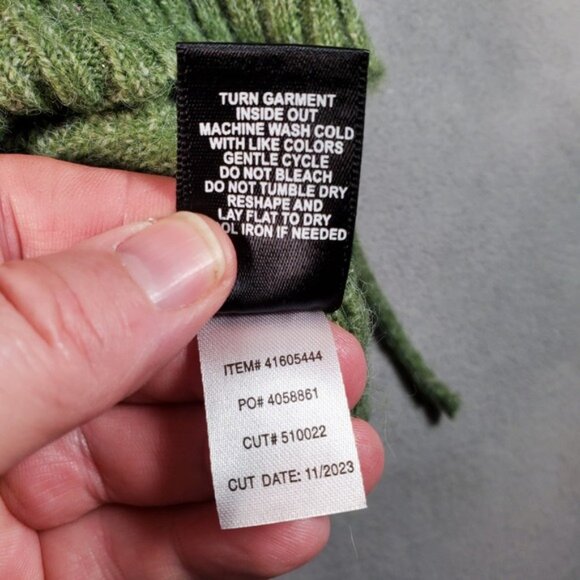 TURN GARMENT
INSIDE OUT
MACHINE WASH COLD
WITH LIKE COLORS
GENTLE CYCLE
DO NOT BLEACH
DO NOT TUMBLE DRY
RESHAPE AND
LAY FLAT TO DRY
OL IRON IF NEEDED
ITEM# 41605444
PO# 4058861
CUT# 510022
CUT DATE: 11/2023